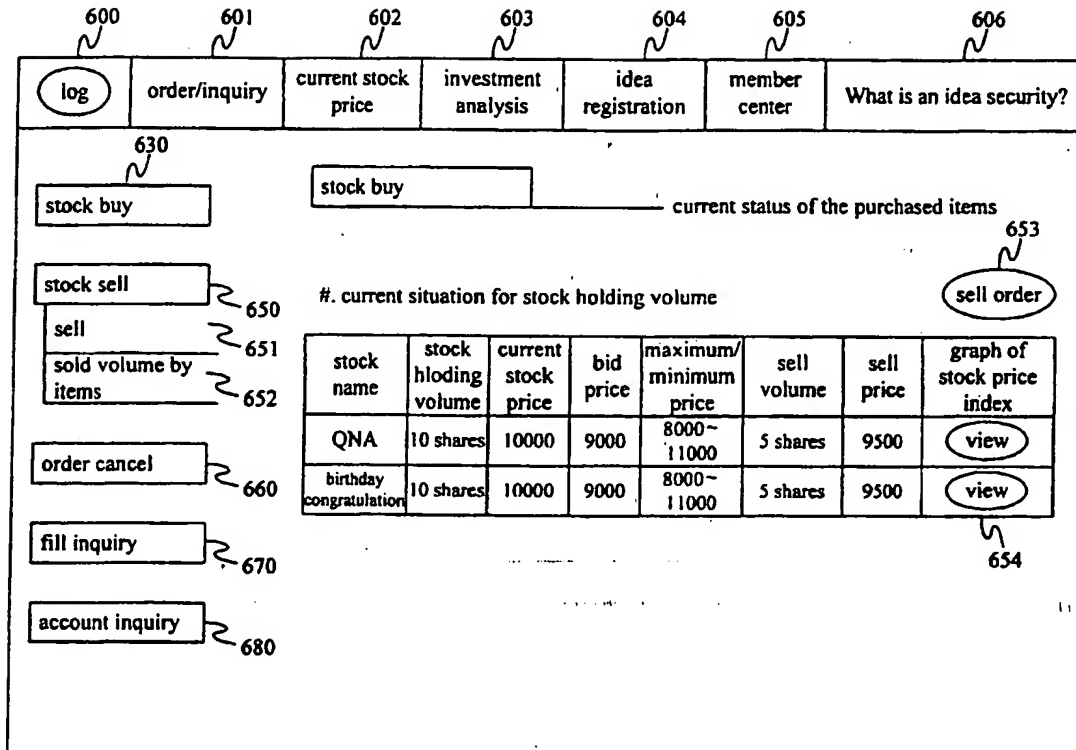 600 601 602 603 604 605 606
log order/inquiry current stock price investment analysis idea registration member center What is an idea security?
630
stock buy
stock buy
current status of the purchased items
653
stock sell
650
#. current situation for stock holding volume
sell order
sell
651
sold volume by
items
652
stock name stock hloding volume current stock price bid price maximum/ minimum price sell volume sell price graph of stock price index
QNA 10 shares 10000 9000 8000~ 11000 5 shares 9500 view
birthday congratulation 10 shares 10000 9000 8000~ 11000 5 shares 9500 view
654
order cancel
660
fill inquiry
670
account inquiry
680